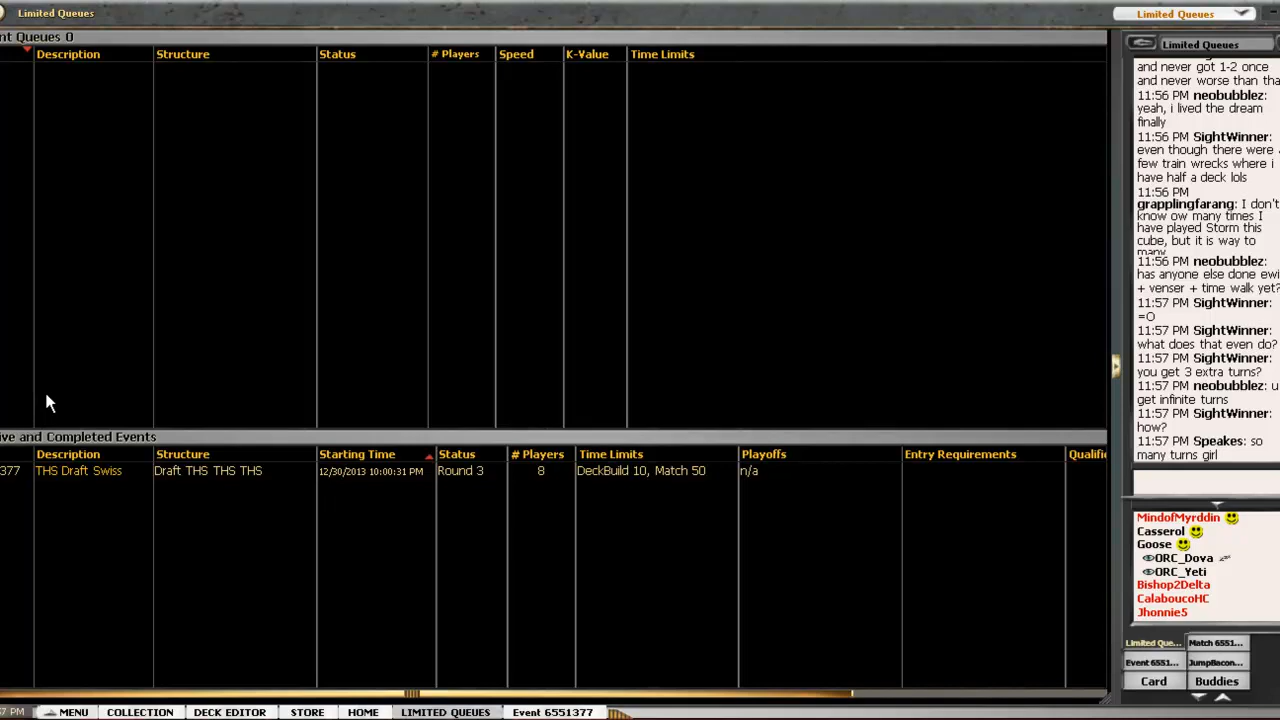 Limited Queues
Limited Queues
nt Queues 0
Description Structure Status # Players Speed K-Value Time Limits
Limited Queues
and never got 1-2 once
and never worse than tha
11:56 PM neobubblez:
yeah, i lived the dream
finally
11:56 PM SightWinner:
even though there were
few train wrecks where i
have half a deck lols
11:56 PM
grapplingfarang: I don't
know ow many times I
have played Storm this
cube, but it is way to
many
11:56 PM neobubblez:
has anyone else done ewi
+ venser + time walk yet?
11:57 PM SightWinner:
=O
11:57 PM SightWinner:
what does that even do?
11:57 PM SightWinner:
you get 3 extra turns?
11:57 PM neobubblez: u
get infinite turns
11:57 PM SightWinner:
how?
11:57 PM Speakes: so
many turns girl
ive and Completed Events
Description Structure Starting Time Status # Players Time Limits Playoffs Entry Requirements Qualifi
377 THS Draft Swiss Draft THS THS THS 12/30/2013 10:00:31 PM Round 3 8 DeckBuild 10, Match 50 n/a
MindofMyrddin
Casserol
Goose
ORC_Dova
ORC_Yeti
Bishop2Delta
CalaboucoHC
Jhonnie5
Limited Que... Match 6551...
Event 6551... JumpBacon...
Card Buddies
57 PM MENU COLLECTION DECK EDITOR STORE HOME LIMITED QUEUES Event 6551377